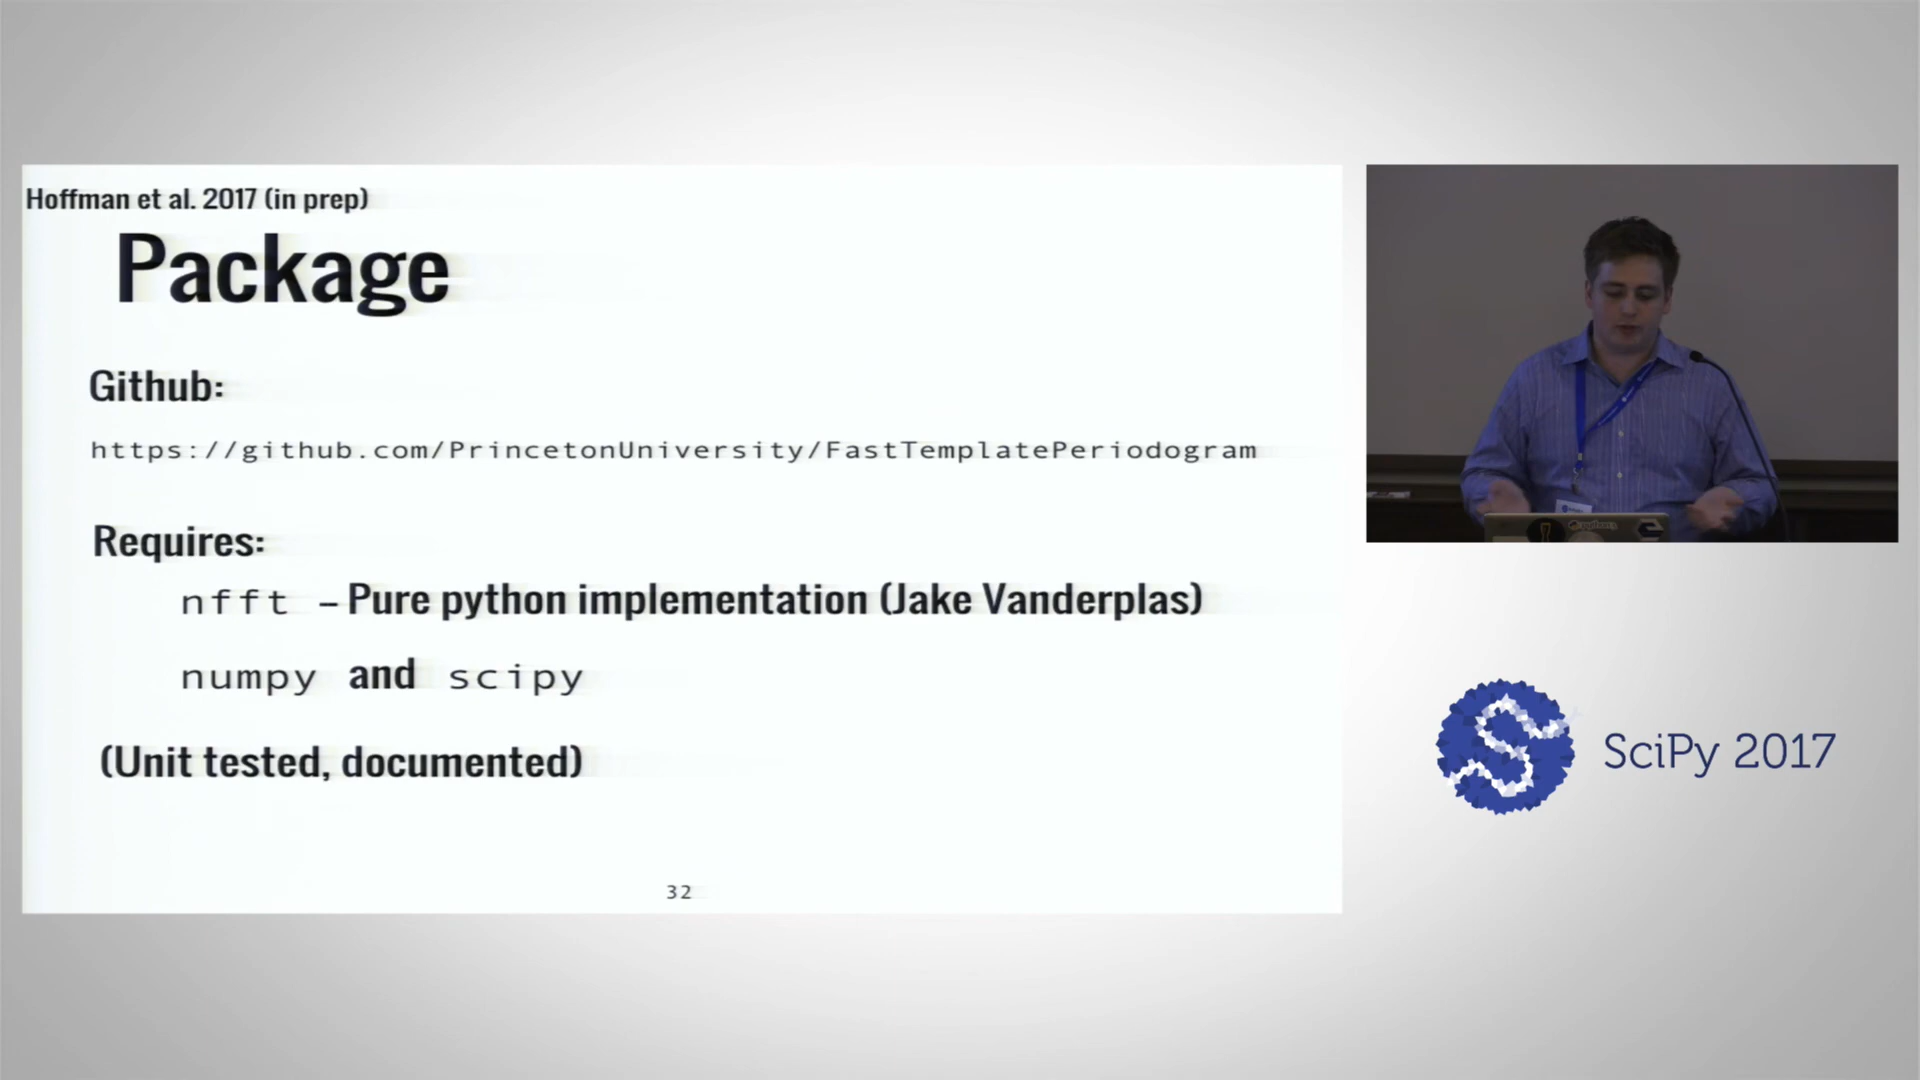 Hoffman et al. 2017 (in prep)
Package
Github:
https://github.com/PrincetonUniversity/FastTemplatePeriodogram
Requires:
nfft – Pure python implementation (Jake Vanderplas)
numpy and scipy
(Unit tested, documented)
32
SciPy 2017